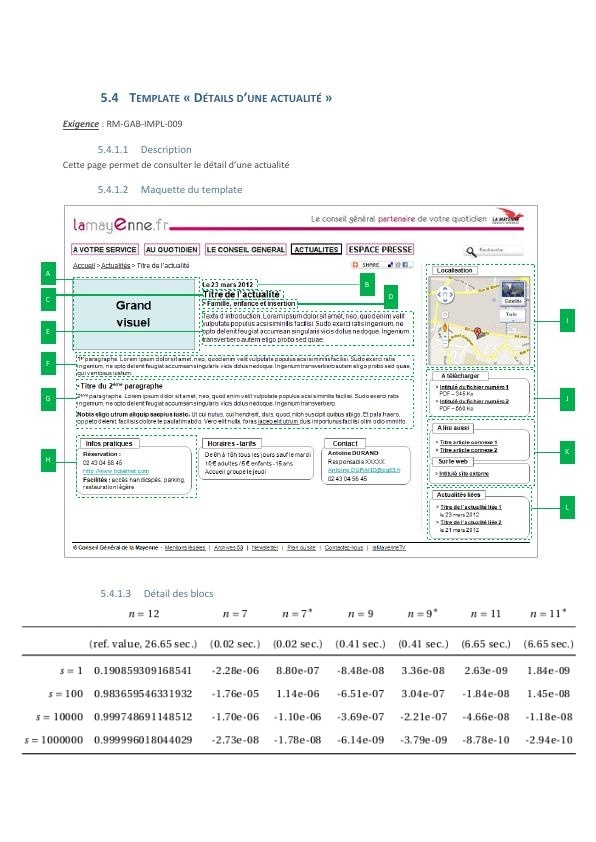 5.4 TEMPLATE « DÉTAILS D'UNE ACTUALITÉ »
Exigence : RM-GAB-IMPL-009
5.4.1.1 Description
Cette page permet de consulter le détail d'une actualité
5.4.1.2 Maquette du template
lamayenne.fr
Le conseil général partenaire de votre quotidien
LA MAYENNE
A VOTRE SERVICE AU QUOTIDIEN LE CONSEIL GENERAL ACTUALITES ESPACE PRESSE
Recherche
Accueil > Actualités > Titre de l'actualité
SHARE
A
B
C
D
E
F
G
H
I
J
K
L
Grand
visuel
Le 23 mars 2012
Titre de l'actualité
> Famille, enfance et insertion
Texte d'introduction. Lorem ipsum dolor sit amet, neo, quod enim velit
vulputate populus acsi similis facilisi. Sudo exerci ratis ingenium, ne
opto delenit feugiat accumsan singularis vicis dolus nedoque. Ingenium
transverbero autem eligo probo sed quae.
1er paragraphe. Lorem ipsum dolor sit amet, neo, quod enim velit vulputate populus acsi similis facilisi. Sudo exerci ratis
ingenium, ne opto delenit feugiat accumsan singularis vicis dolus nedoque. Ingenium transverbero autem eligo probo sed quae,
qui ventosus iustum.
Titre du 2ème paragraphe
2ème paragraphe. Lorem ipsum dolor sit amet, neo, quod enim velit vulputate populus acsi similis facilisi. Sudo exerci ratis
ingenium, ne opto delenit feugiat accumsan singularis vicis dolus nedoque. Ingenium transverbero.
Nobis eligo utrum aliquip saepius iusto. Ut cui nutus, qui hendrerit, duis, quod, nibh suscipit quibus abigo. Et pala haero,
oppeto delenit, facilisis dolore te paulatim abdo. Vero elit nulla, foras iaceo elit utrum duis importunus facilisi olim odio immitto.
Infos pratiques
Réservation :
02 43 04 56 45
http://www.ticketnet.com
Facilités : accès handicapés, parking,
restauration légère
Horaires - tarifs
De 8h à 18h tous les jours sauf le mardi
10 € adultes / 5 € enfants -15 ans
Accueil groupe le jeudi
Contact
Antoine DURAND
Responsable XXXXX
Antoine.DURAND@cg53.fr
02 43 04 56 45
Localisation
Satellite
Trafic
A télécharger
> Intitulé du fichier numéro 1
PDF – 345 Ko
> Intitulé du fichier numéro 2
PDF – 660 Ko
A lire aussi
> Titre article connexe 1
> Titre article connexe 2
Sur le web
> Intitulé site externe
Actualités liées
> Titre de l'actualité liée 1
le 23 mars 2012
> Titre de l'actualité liée 2
le 21 mars 2012
© Conseil Général de la Mayenne - Mentions légales | Archives 53 | Newsletter | Plan du site | Contactez-nous | laMayenneTV
5.4.1.3 Détail des blocs
n = 12 n = 7 n = 7* n = 9 n = 9* n = 11 n = 11*
(ref. value, 26.65 sec.) (0.02 sec.) (0.02 sec.) (0.41 sec.) (0.41 sec.) (6.65 sec.) (6.65 sec.)
s = 1 0.190859309168541 -2.28e-06 8.80e-07 -8.48e-08 3.36e-08 2.63e-09 1.84e-09
s = 100 0.983659546331932 -1.76e-05 1.14e-06 -6.51e-07 3.04e-07 -1.84e-08 1.45e-08
s = 10000 0.999748691148512 -1.70e-06 -1.10e-06 -3.69e-07 -2.21e-07 -4.66e-08 -1.18e-08
s = 1000000 0.999996018044029 -2.73e-08 -1.78e-08 -6.14e-09 -3.79e-09 -8.78e-10 -2.94e-10